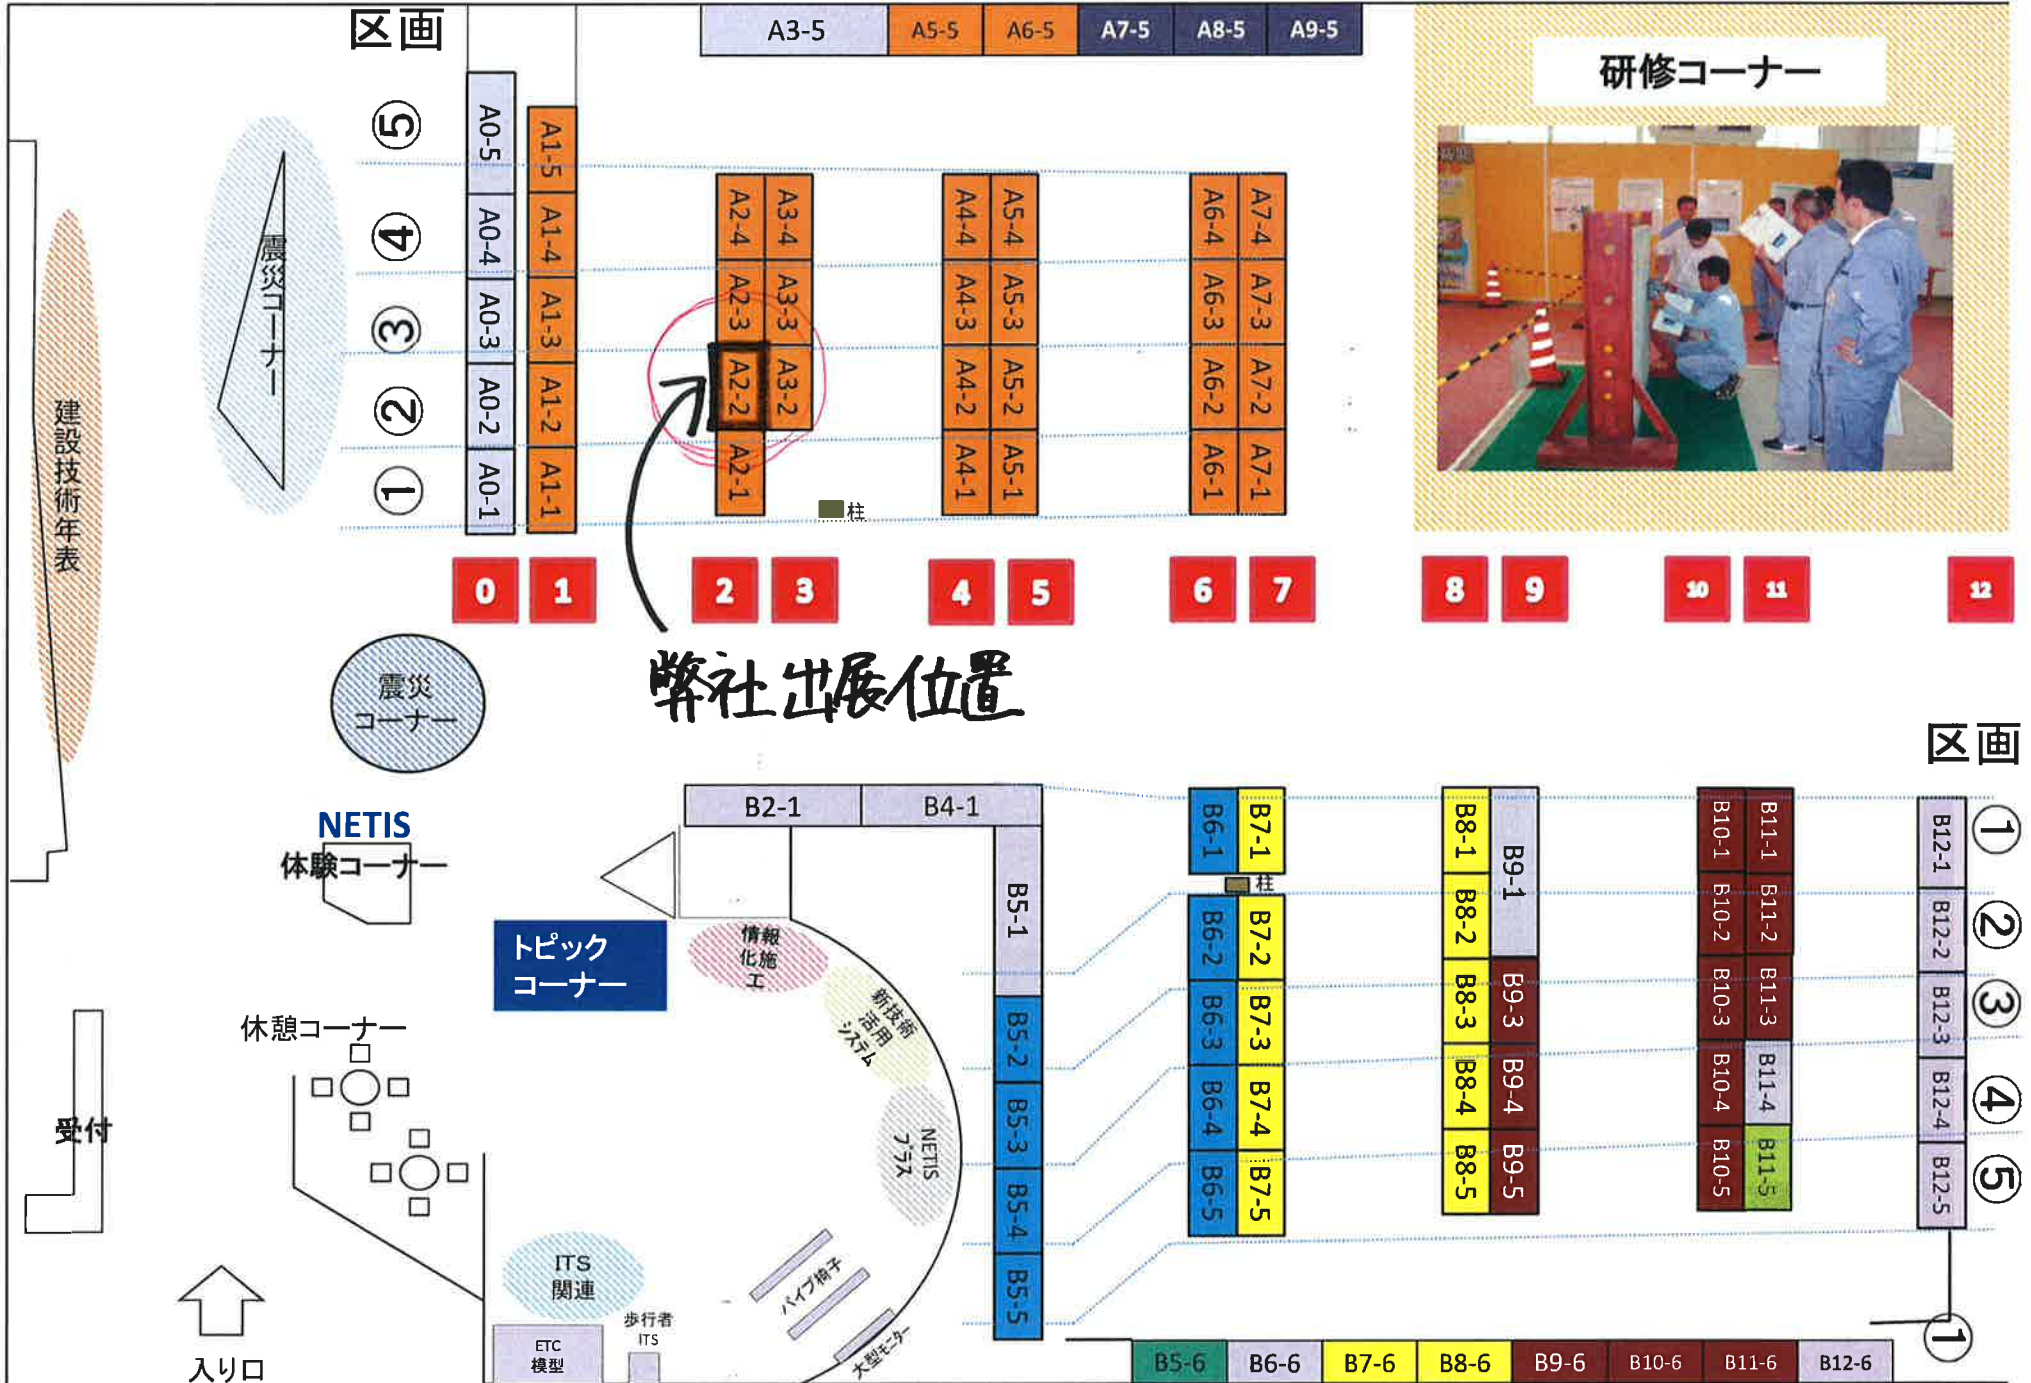 区画
A3-5
A5-5
A6-5
A7-5
A8-5
A9-5
研修コーナー
⑤
④
③
②
①
A0-5
A0-4
A0-3
A0-2
A0-1
A1-5
A1-4
A1-3
A1-2
A1-1
A2-4
A2-3
A2-2
A2-1
A3-4
A3-3
A3-2
A4-4
A4-3
A4-2
A4-1
A5-4
A5-3
A5-2
A5-1
A6-4
A6-3
A6-2
A6-1
A7-4
A7-3
A7-2
A7-1
柱
震災コーナー
建設技術年表
0
1
2
3
4
5
6
7
8
9
10
11
12
弊社出展位置
震災
コーナー
区画
NETIS
体験コーナー
トピック
コーナー
B2-1
B4-1
B5-1
B5-2
B5-3
B5-4
B5-5
情報
化施
工
新技術
活用
システム
NETIS
プラス
B6-1
B6-2
B6-3
B6-4
B6-5
B7-1
柱
B7-2
B7-3
B7-4
B7-5
B8-1
B8-2
B8-3
B8-4
B8-5
B9-1
B9-3
B9-4
B9-5
B10-1
B10-2
B10-3
B10-4
B10-5
B11-1
B11-2
B11-3
B11-4
B11-5
B12-1
B12-2
B12-3
B12-4
B12-5
①
②
③
④
⑤
①
休憩コーナー
受付
入り口
ITS
関連
ETC
模型
歩行者
ITS
パイプ椅子
大型モニター
B5-6
B6-6
B7-6
B8-6
B9-6
B10-6
B11-6
B12-6